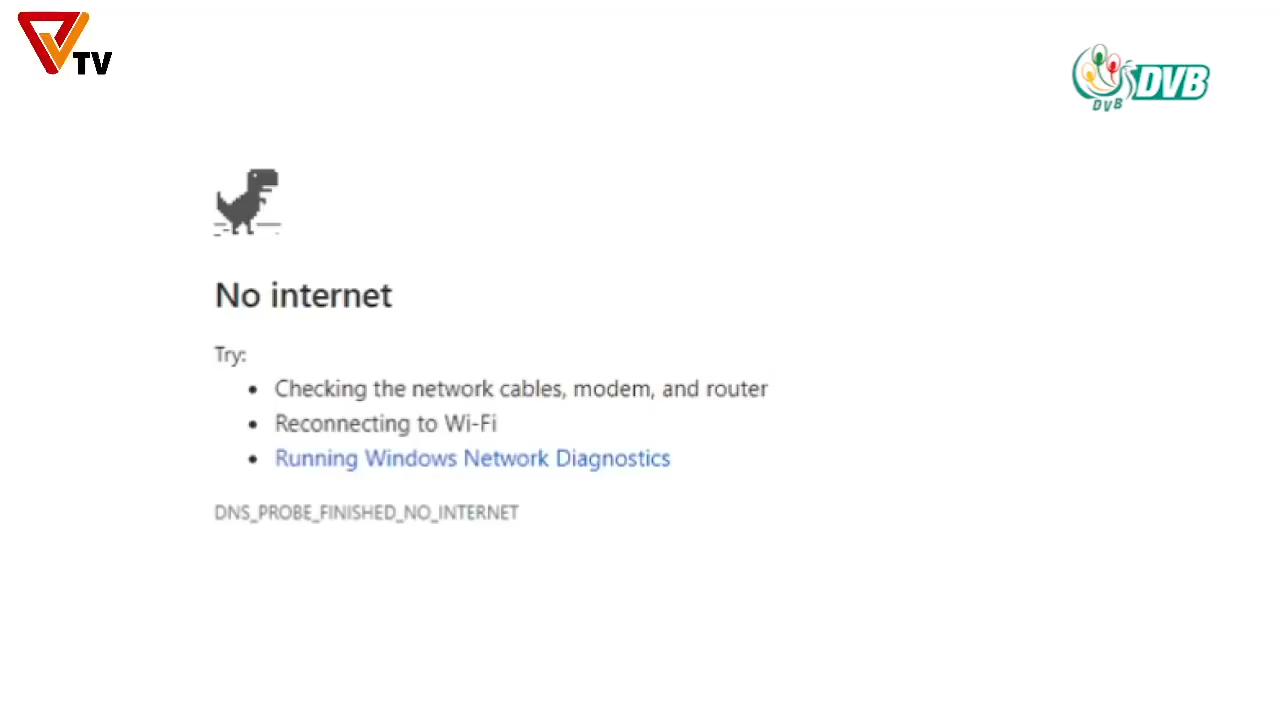 TV
DVB
DVB
No internet
Try:
Checking the network cables, modem, and router
Reconnecting to Wi-Fi
Running Windows Network Diagnostics
DNS_PROBE_FINISHED_NO_INTERNET